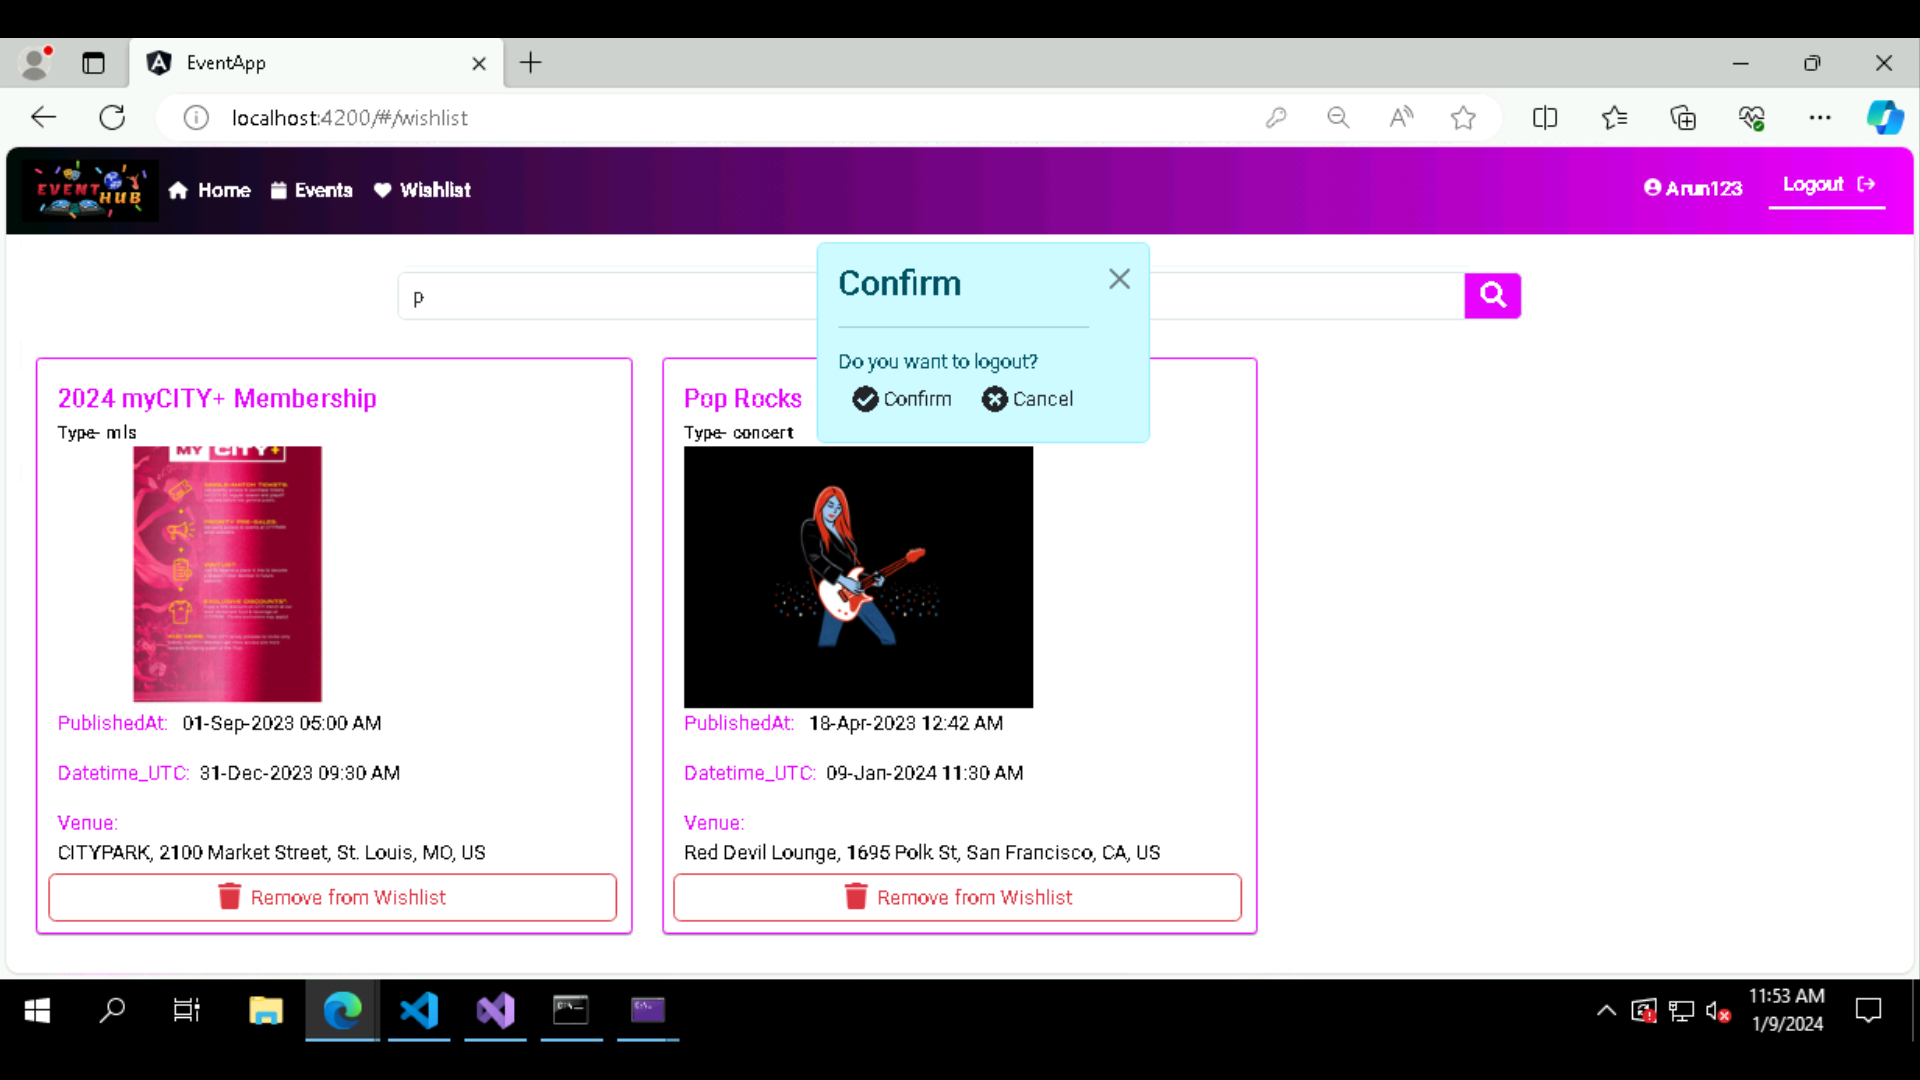 EventApp
localhost:4200/#/wishlist
EVENT HUB
Home Events Wishlist Arun123 Logout
p
Confirm
Do you want to logout?
Confirm Cancel
2024 myCITY+ Membership
Type- mls
MY CITY+
PublishedAt: 01-Sep-2023 05:00 AM
Datetime_UTC: 31-Dec-2023 09:30 AM
Venue:
CITYPARK, 2100 Market Street, St. Louis, MO, US
Remove from Wishlist
Pop Rocks
Type- concert
PublishedAt: 18-Apr-2023 12:42 AM
Datetime_UTC: 09-Jan-2024 11:30 AM
Venue:
Red Devil Lounge, 1695 Polk St, San Francisco, CA, US
Remove from Wishlist
11:53 AM
1/9/2024